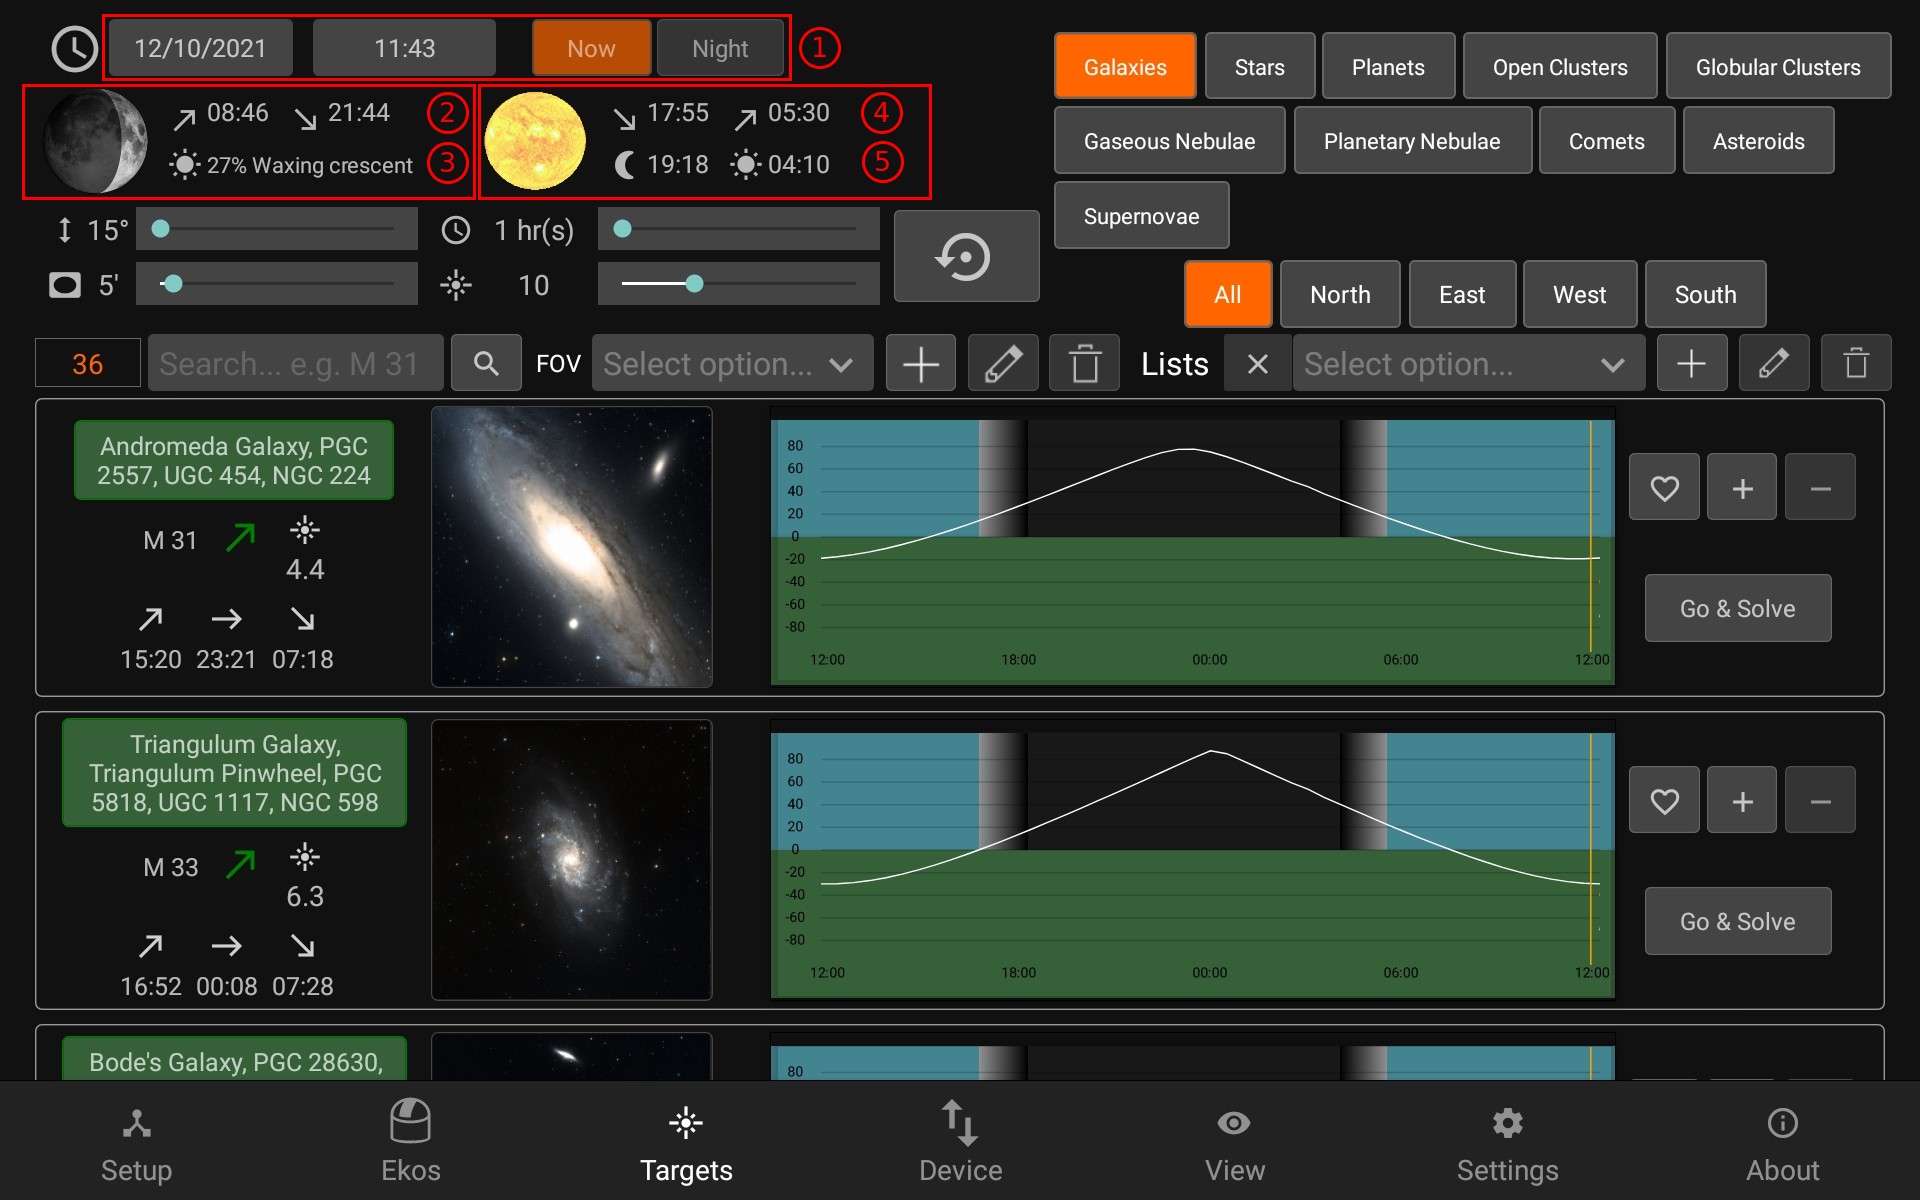 12/10/2021 11:43 Now Night 1
08:46 21:44 2
27% Waxing crescent 3
17:55 05:30 4
19:18 04:10 5
15° 1 hr(s)
5' 10
Galaxies Stars Planets Open Clusters Globular Clusters
Gaseous Nebulae Planetary Nebulae Comets Asteroids
Supernovae
All North East West South
36 Search... e.g. M 31 FOV Select option... Lists Select option...
Andromeda Galaxy, PGC
2557, UGC 454, NGC 224
M 31
4.4
15:20 23:21 07:18
80
60
40
20
0
-20
-40
-60
-80
12:00 18:00 00:00 06:00 12:00
Go & Solve
Triangulum Galaxy,
Triangulum Pinwheel, PGC
5818, UGC 1117, NGC 598
M 33
6.3
16:52 00:08 07:28
80
60
40
20
0
-20
-40
-60
-80
12:00 18:00 00:00 06:00 12:00
Go & Solve
Bode's Galaxy, PGC 28630,
80
Setup Ekos Targets Device View Settings About